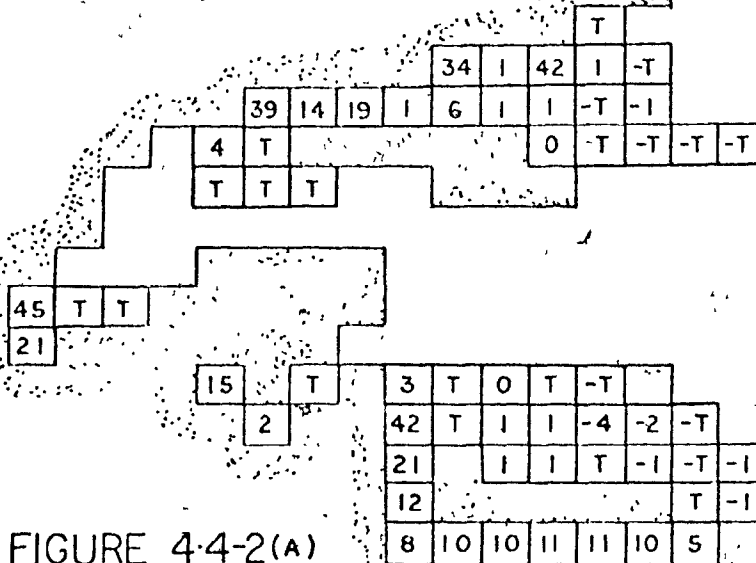 T
34 1 42 1 -T
39 14 19 1 6 1 1 -T -1
4 T 0 -T -T -T -T
T T T
45 T T
21
15 T 3 T 0 T -T
2 42 T 1 1 -4 -2 -T
21 1 1 T -1 -T -1
12 T -1
8 10 10 11 11 10 5
FIGURE 4·4-2(A)